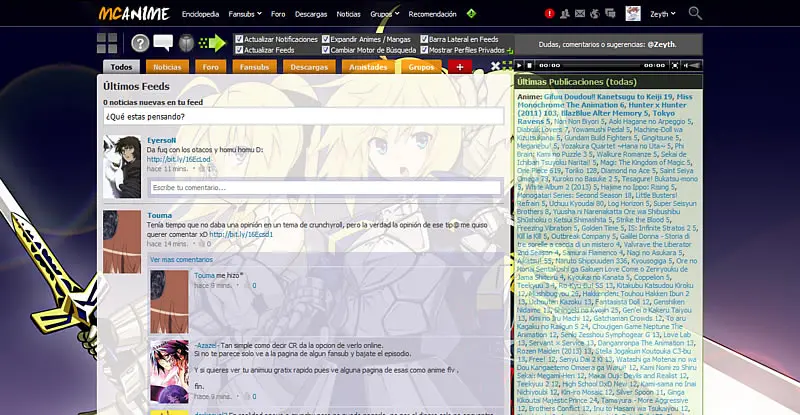 MCANIME
Enciclopedia
Fansubs
Foro
Descargas
Noticias
Grupos
Recomendación
Zeyth
Actualizar Notificaciones
Expandir Animes / Mangas
Barra Lateral en Feeds
Actualizar Feeds
Cambiar Motor de Búsqueda
Mostrar Perfiles Privados
Dudas, comentarios o sugerencias: @Zeyth.
Todos
Noticias
Foro
Fansubs
Descargas
Amistades
Grupos
+
00:00
00:00
Últimos Feeds
0 noticias nuevas en tu feed
¿Qué estas pensando?
Eyersoll
Da fuq con los otacos y homu homu D:
http://bit.ly/16EcLod
hace 11 mins. · 1
Escribe tu comentario...
Touma
Tenía tiempo que no daba una opinión en un tema de crunchyroll, pero la verdad la opinión de ese tip@ me quiso
querer comentar xD http://bit.ly/16Ecsd1
hace 14 mins. · 0
Ver mas comentarios
Touma me hizo*
hace 9 mins. · 0
-Azazel- Tan simple como decir CR da la opcion de verlo online.
Si no te parece solo ve a la pagina de algun fansub y bajate el episodio.
Y si quieres ver tu animuu gratix rapido pues ve alguna pagina de esas como anime flv .
fin.
hace 8 mins. · 0
Últimas Publicaciones (todas)
Anime: Gifuu Doudou!! Kanetsugu to Keiji 19, Miss
Monochrome The Animation 6, Hunter x Hunter
(2011) 103, BlazBlue Alter Memory 5, Tokyo
Ravens 5, Non Non Biyori 5, Aoki Hagane no Arpeggio 5,
Diabolik Lovers 7, Yowamushi Pedal 5, Machine-Doll wa
Kizutsukanai 5, Gundam Build Fighters 5, Gingitsune 5,
Meganebu! 5, Yozakura Quartet ~Hana no Uta~ 5, Phi
Brain: Kami no Puzzle 3 5, Walkure Romanze 5, Sekai de
Ichiban Tsuyoku Naritai! 5, Magi: The Kingdom of Magic 5,
One Piece 619, Toriko 128, Diamond no Ace 5, Saint Seiya
Omega 73, Kuroko no Basuke 2 5, Tesagure! Bukatsu-mono
5, White Album 2 (2013) 5, Hajime no Ippo: Rising 5,
Monogatari Series: Second Season 18, Little Busters!
Refrain 5, Uchuu Kyoudai 80, Log Horizon 5, Super Seisyun
Brothers 8, Yuusha ni Narenakatta Ore wa Shibushibu
Shuushoku o Ketsui Shimashita 5, Strike the Blood 5,
Freezing Vibration 5, Golden Time 5, IS: Infinite Stratos 2 5,
Kill la Kill 5, Outbreak Company 5, Galilei Donna - Storia di
tre sorelle a caccia di un mistero 4, Valvrave the Liberator
2nd Season 4, Samurai Flamenco 4, Nagi no Asukara 5,
Naruto Shippuuden 336, Kyousogiga 5, Ore no
Nounai Sentakushi ga Gakuen Love Come o Zenryoku de
Jama Shiteiru 4, Kyoukai no Kanata 5, Coppelion 5,
Teekyuu 3 4, Kitakubu Katsudou Kiroku
12, Hakkenden: Touhou Hakken Ibun 2
13, Uchouten Kazoku 13, Fantasista Doll 12, Genshiken
Nidaime 13, Shingeki no Kyojin 25, Gen'ei o Kakeru Taiyou
13, Kimi no Iru Machi 12, Gatchaman Crowds 12, To aru
Kagaku no Railgun S 24, Choujigen Game Neptune The
Animation 12, Senki Zesshou Symphogear G 13, Love Lab
13, Servant x Service 13, Danganronpa The Animation 13,
Rozen Maiden (2013) 13, Stella Jogakuin Koutouka C3-bu
13, Free! 12, Senyuu Dai 2 Ki 13, Watashi ga Motenai no wa
Dou Kangaetemo Omaera ga Warui! 12, Kami Nomi zo Shiru
Sekai: Megami-Hen 12, Makai Ouji: Devils and Realist 12,
Teekyuu 2 12, High School DxD New 12, Kami-sama no Inai
Nichiyoubi 12, Kin-iro Mosaic 12, Silver Spoon 11, Ginga
Kikoutai Majestic Prince 24, Tamayura - More Aggressive
12, Brothers Conflict 12, Inu to Hasami wa Tsukaiyou 12,